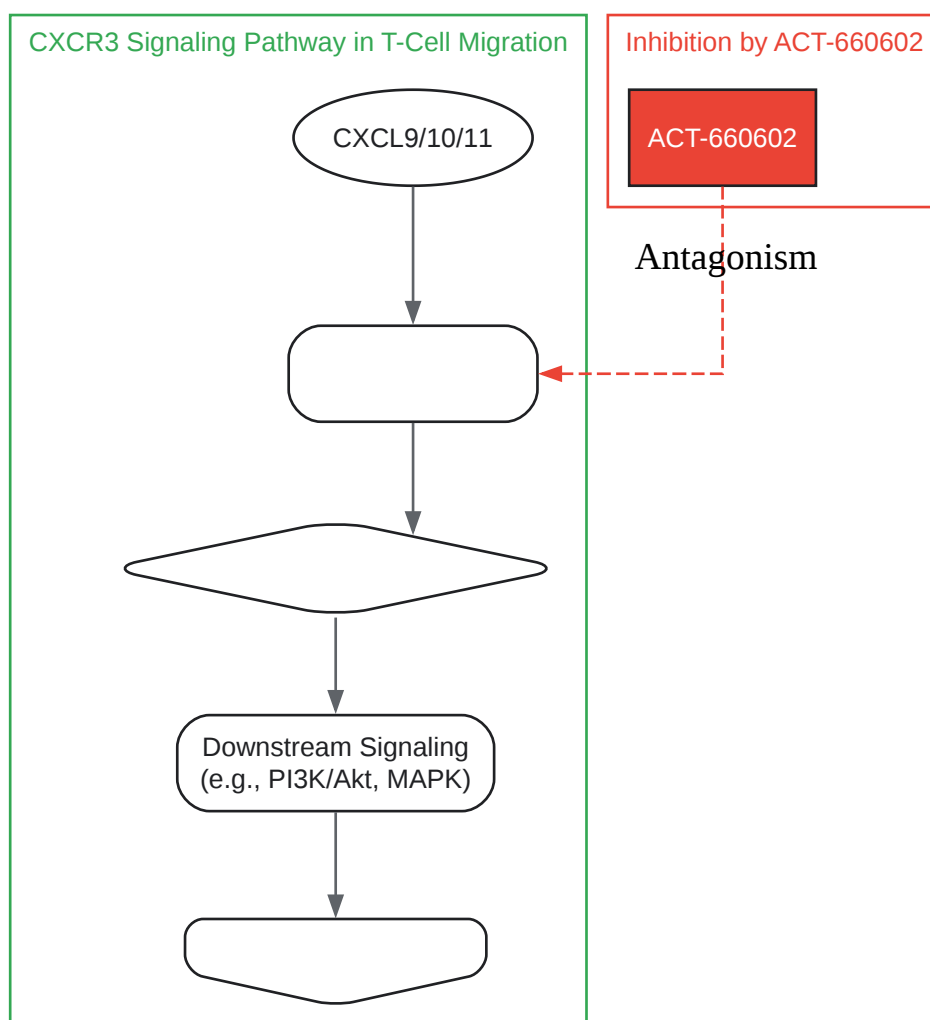 CXCR3 Signaling Pathway in T-Cell Migration
Inhibition by ACT-660602
CXCL9/10/11
ACT-660602
Antagonism
Downstream Signaling
(e.g., PI3K/Akt, MAPK)